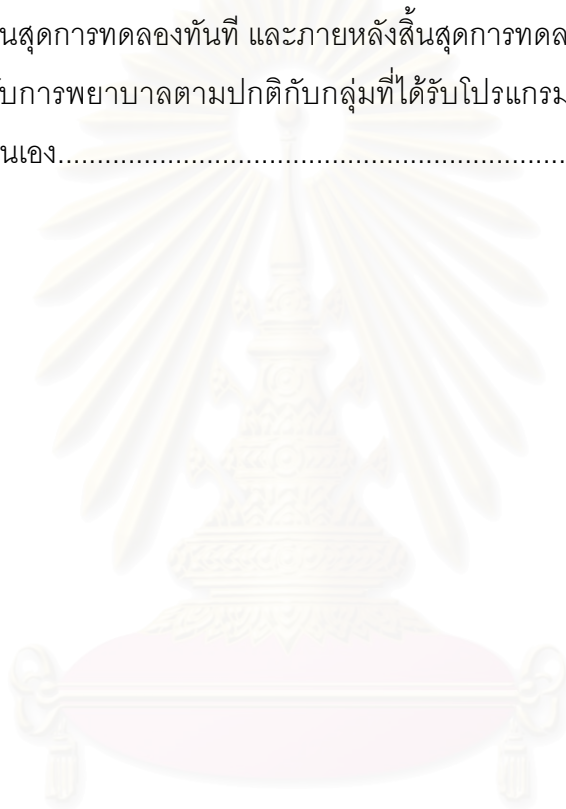 นสุดการทดลองทันที และภายหลังสิ้นสุดการทดล
บการพยาบาลตามปกติกับกลุ่มที่ได้รับโปรแกรม
นเอง................................................................